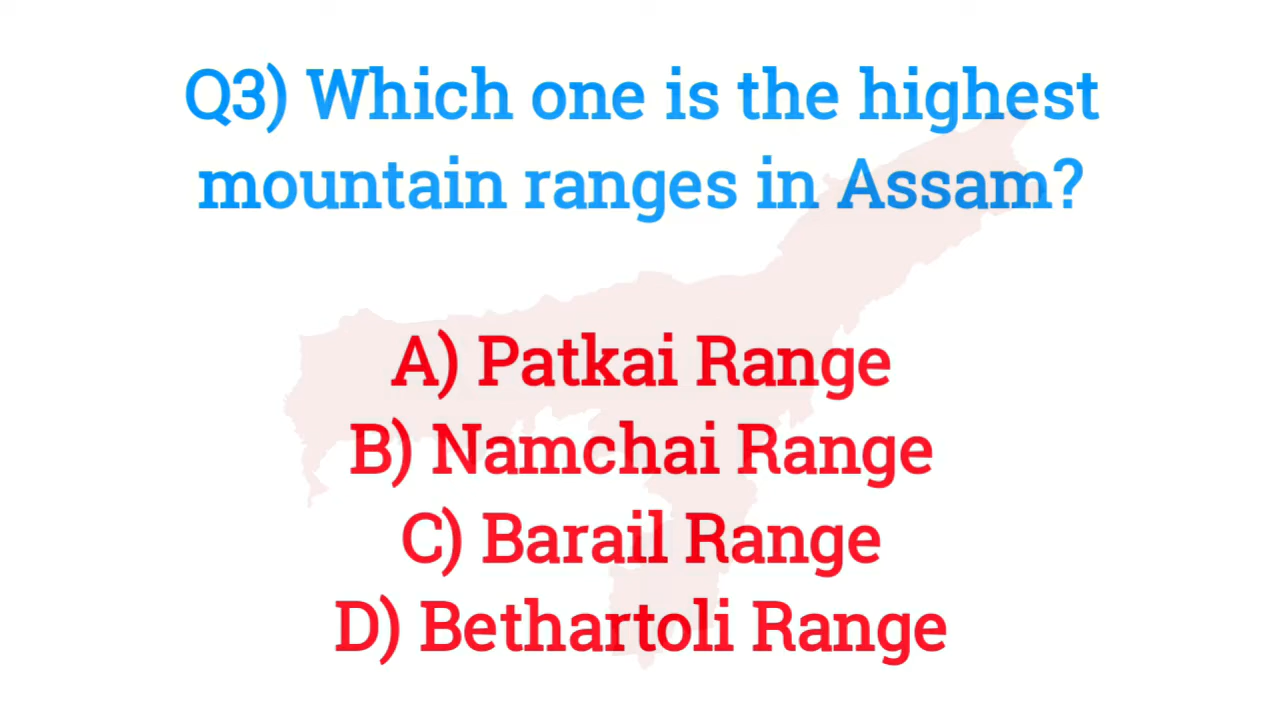 Q3) Which one is the highest
mountain ranges in Assam?
A) Patkai Range
B) Namchai Range
C) Barail Range
D) Bethartoli Range